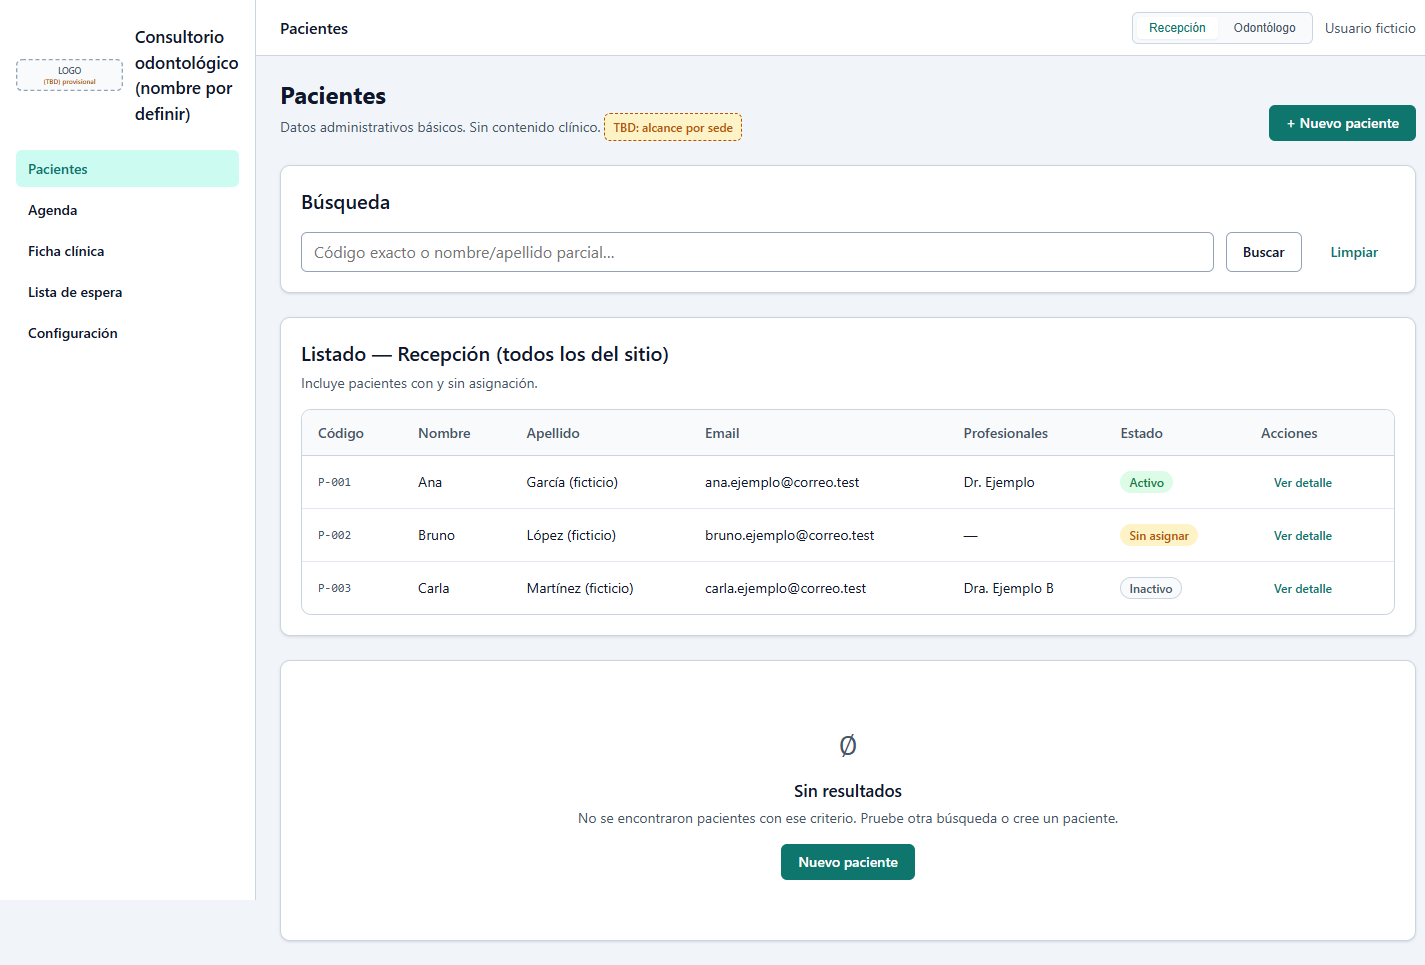 LOGO
(TBD) provisional
Consultorio
odontológico
(nombre por
definir)
Pacientes
Agenda
Ficha clínica
Lista de espera
Configuración
Pacientes
Recepción Odontólogo Usuario ficticio
Pacientes
Datos administrativos básicos. Sin contenido clínico. TBD: alcance por sede
+ Nuevo paciente
Búsqueda
Código exacto o nombre/apellido parcial...
Buscar Limpiar
Listado — Recepción (todos los del sitio)
Incluye pacientes con y sin asignación.
Código Nombre Apellido Email Profesionales Estado Acciones
P-001 Ana García (ficticio) ana.ejemplo@correo.test Dr. Ejemplo Activo Ver detalle
P-002 Bruno López (ficticio) bruno.ejemplo@correo.test — Sin asignar Ver detalle
P-003 Carla Martínez (ficticio) carla.ejemplo@correo.test Dra. Ejemplo B Inactivo Ver detalle
Ø
Sin resultados
No se encontraron pacientes con ese criterio. Pruebe otra búsqueda o cree un paciente.
Nuevo paciente